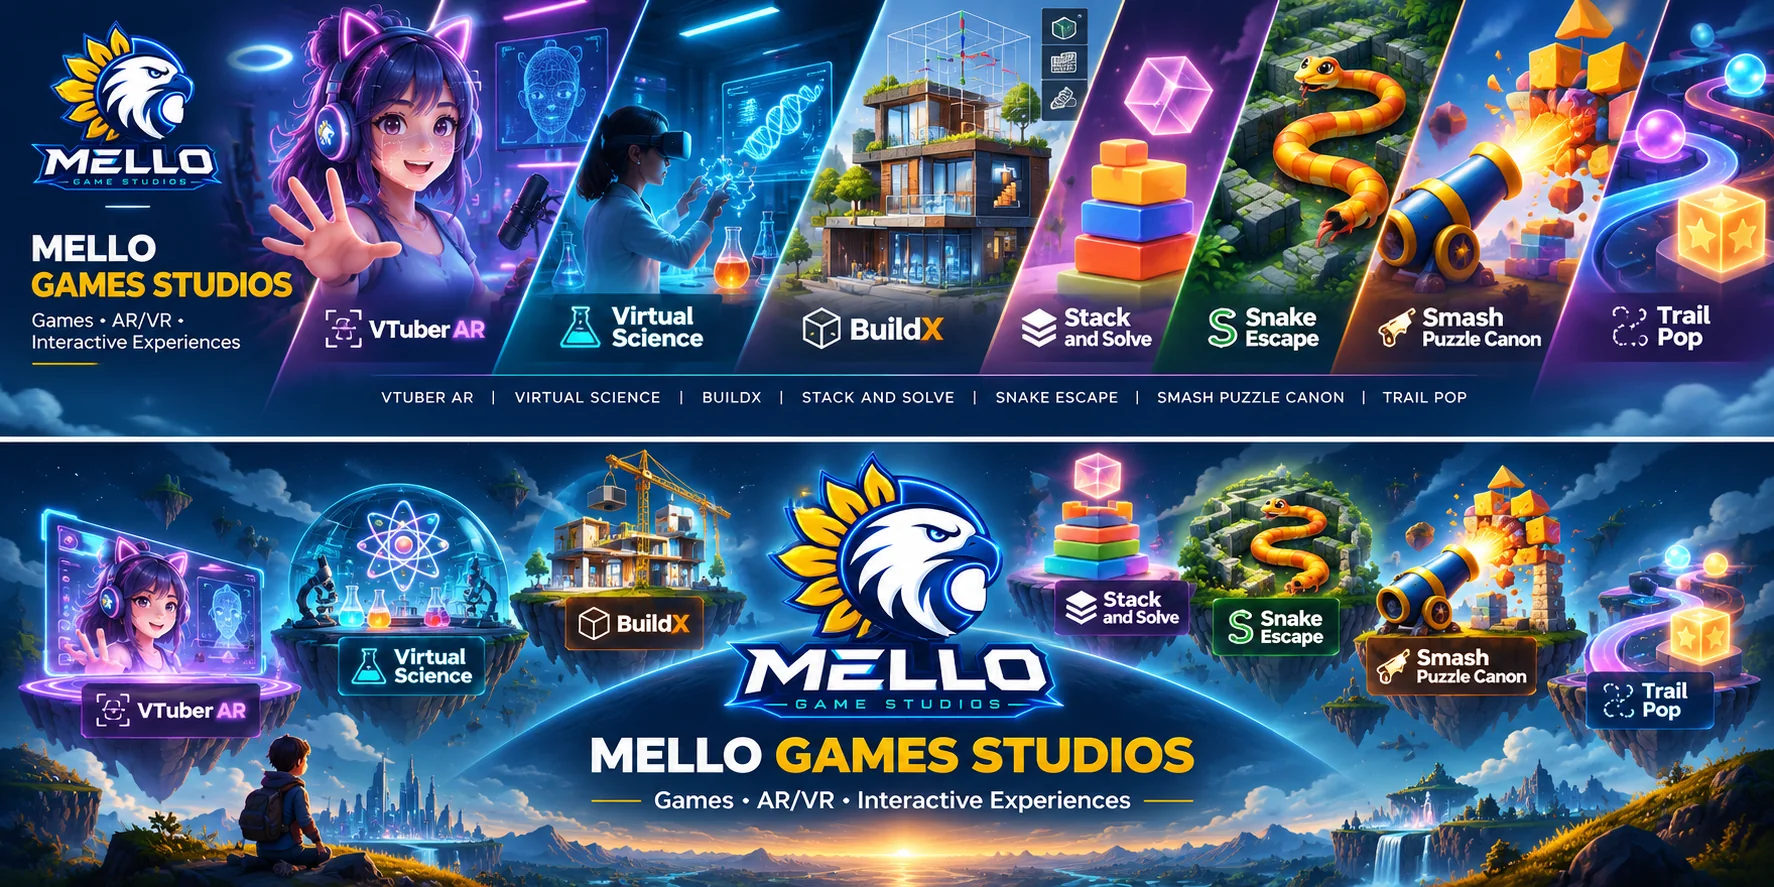 MELLO
GAME STUDIOS
MELLO
GAMES STUDIOS
Games • AR/VR •
Interactive Experiences
VTuber AR
Virtual
Science
BuildX
Stack
and Solve
Snake
Escape
Smash
Puzzle Canon
Trail
Pop
VTUBER AR | VIRTUAL SCIENCE | BUILDX | STACK AND SOLVE | SNAKE ESCAPE | SMASH PUZZLE CANON | TRAIL POP
VTuber AR
Virtual
Science
BuildX
MELLO
GAME STUDIOS
MELLO GAMES STUDIOS
Games • AR/VR • Interactive Experiences
Stack
and Solve
Snake
Escape
Smash
Puzzle Canon
Trail
Pop